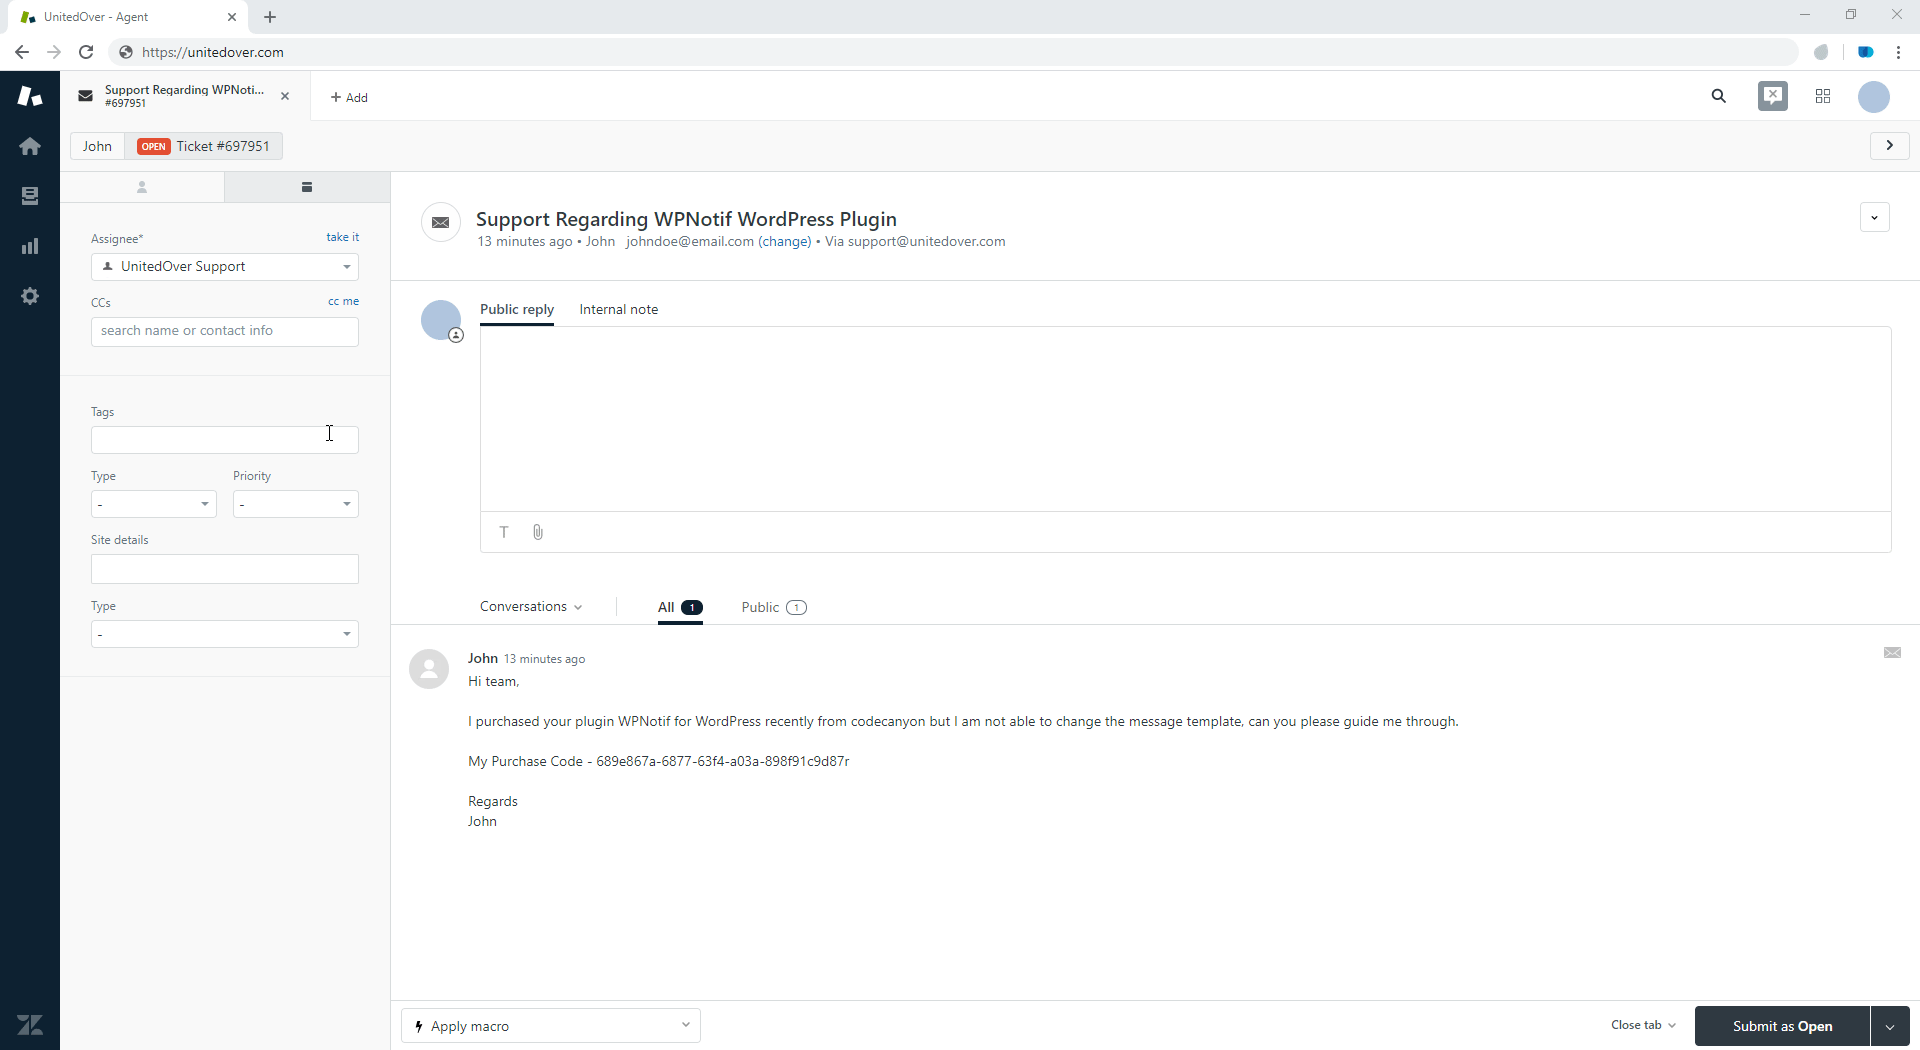 UnitedOver - Agent
https://unitedover.com
Support Regarding WPNoti...
#697951
+ Add
John
OPEN Ticket #697951
Assignee* take it
UnitedOver Support
CCs cc me
search name or contact info
Tags
Type Priority
- -
Site details
Type
-
Support Regarding WPNotif WordPress Plugin
13 minutes ago • John johndoe@email.com (change) • Via support@unitedover.com
Public reply Internal note
T
Conversations All 1 Public 1
John 13 minutes ago
Hi team,
I purchased your plugin WPNotif for WordPress recently from codecanyon but I am not able to change the message template, can you please guide me through.
My Purchase Code - 689e867a-6877-63f4-a03a-898f91c9d87r
Regards
John
Apply macro
Close tab
Submit as Open